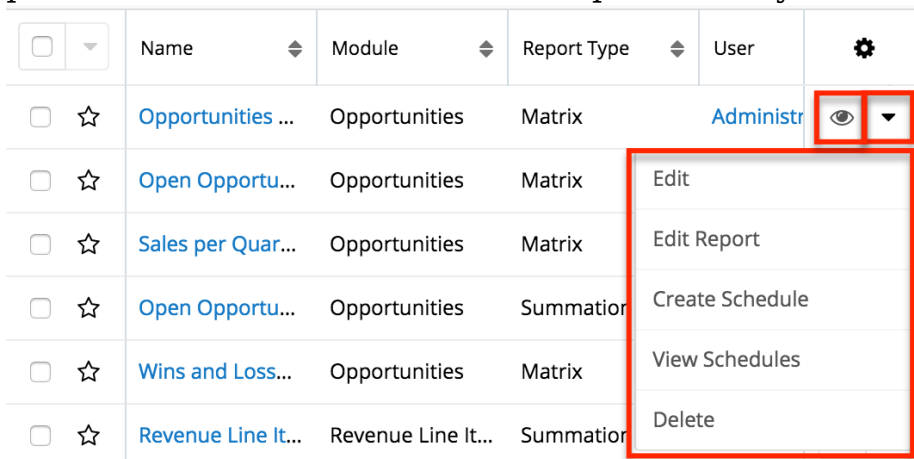 Name Module Report Type User
Opportunities ... Opportunities Matrix Administr
Open Opportu... Opportunities Matrix
Edit
Sales per Quar... Opportunities Matrix
Edit Report
Open Opportu... Opportunities Summation
Create Schedule
Wins and Loss... Opportunities Matrix
View Schedules
Revenue Line It... Revenue Line It... Summation
Delete